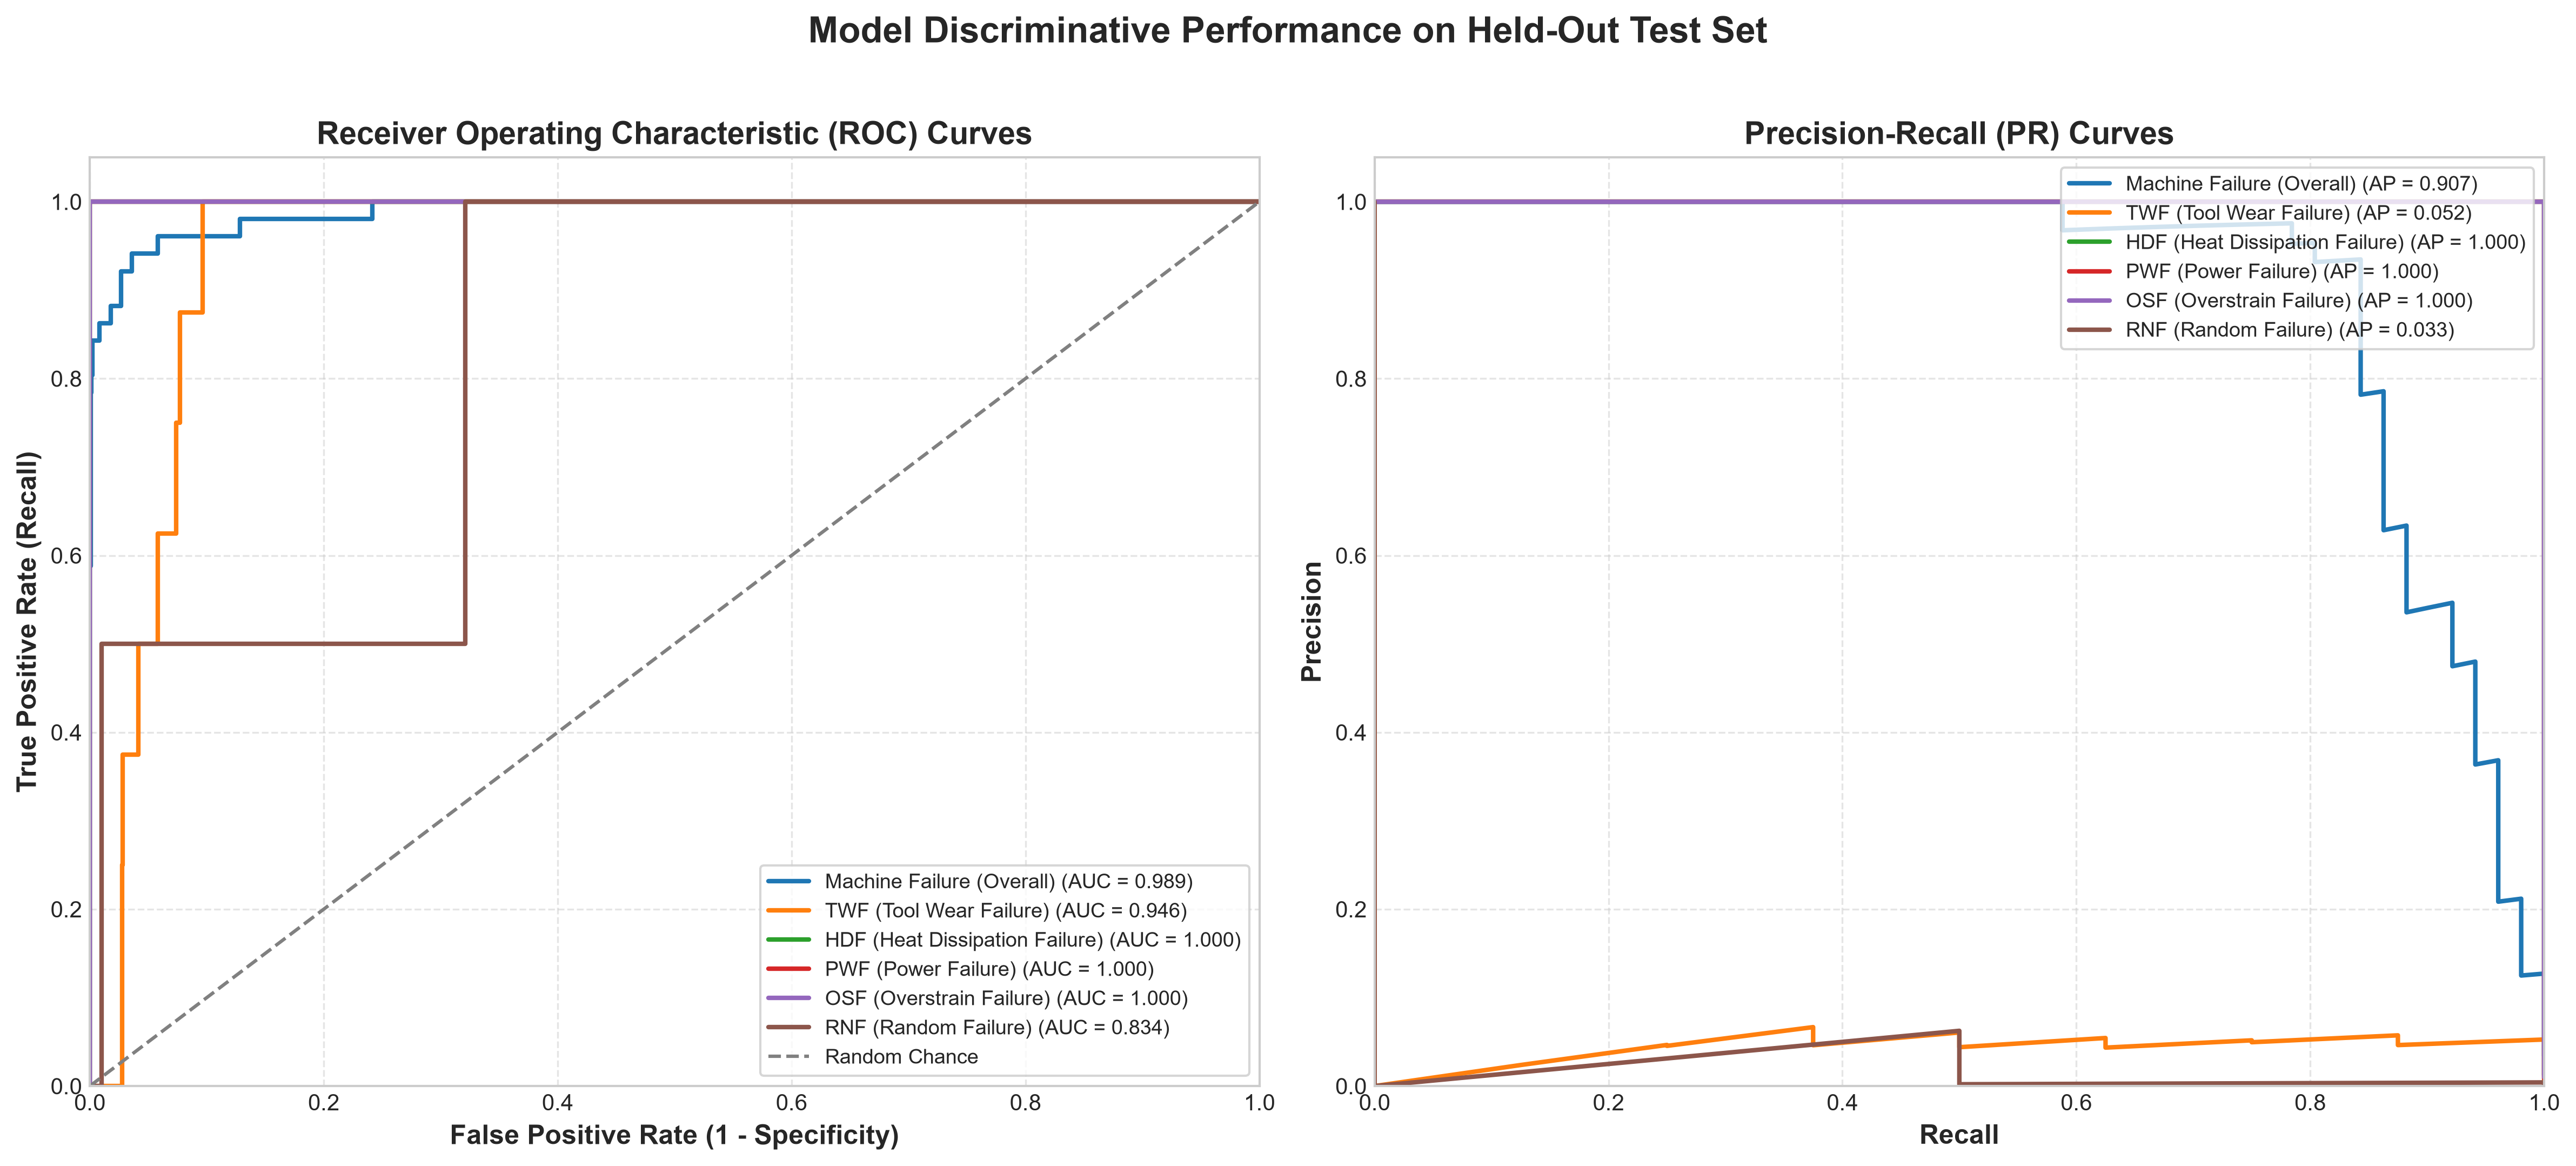 Model Discriminative Performance on Held-Out Test Set
Receiver Operating Characteristic (ROC) Curves
True Positive Rate (Recall)
1.0
0.8
0.6
0.4
0.2
0.0
0.0 0.2 0.4 0.6 0.8 1.0
False Positive Rate (1 - Specificity)
Machine Failure (Overall) (AUC = 0.989)
TWF (Tool Wear Failure) (AUC = 0.946)
HDF (Heat Dissipation Failure) (AUC = 1.000)
PWF (Power Failure) (AUC = 1.000)
OSF (Overstrain Failure) (AUC = 1.000)
RNF (Random Failure) (AUC = 0.834)
Random Chance
Precision-Recall (PR) Curves
Precision
1.0
0.8
0.6
0.4
0.2
0.0
0.0 0.2 0.4 0.6 0.8 1.0
Recall
Machine Failure (Overall) (AP = 0.907)
TWF (Tool Wear Failure) (AP = 0.052)
HDF (Heat Dissipation Failure) (AP = 1.000)
PWF (Power Failure) (AP = 1.000)
OSF (Overstrain Failure) (AP = 1.000)
RNF (Random Failure) (AP = 0.033)